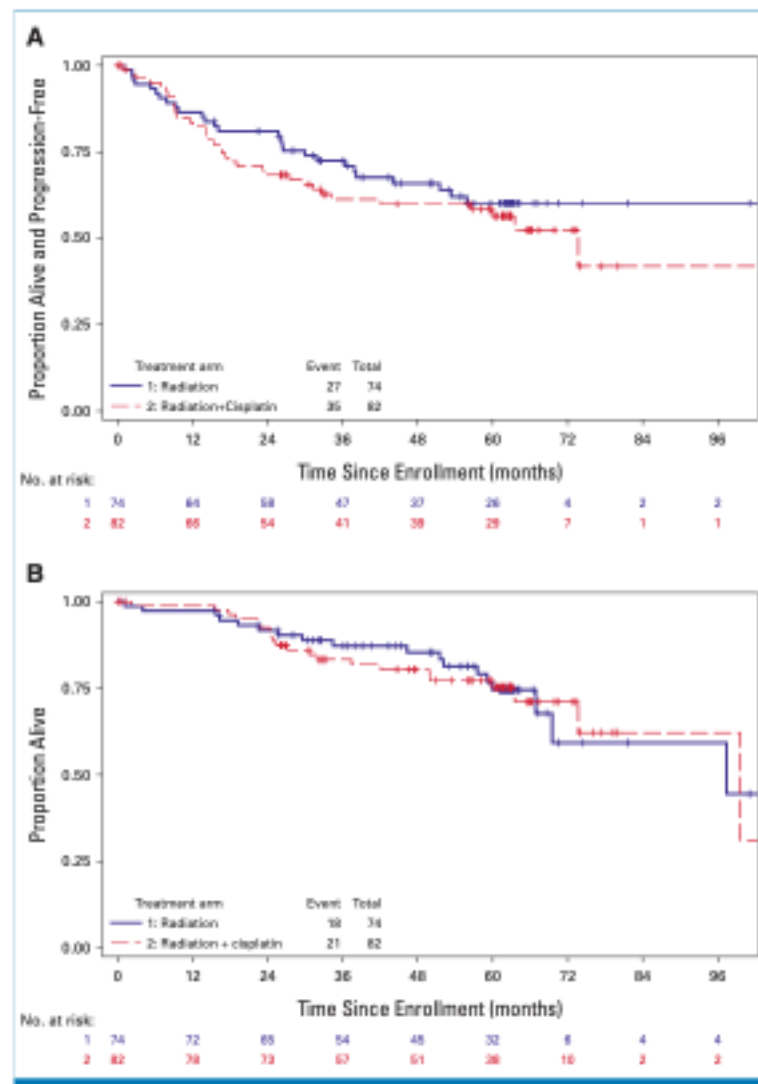 A
Proportion Alive and Progression-Free
1.00
0.75
0.50
0.25
0.00
Treatment arm Event Total
1: Radiation 27 74
2: Radiation+Cisplatin 35 82
0 12 24 36 48 60 72 84 96
Time Since Enrollment (months)
No. at risk:
1 74 64 58 47 37 26 4 2 2
2 82 66 54 41 39 29 7 1 1
B
Proportion Alive
1.00
0.75
0.50
0.25
0.00
Treatment arm Event Total
1: Radiation 18 74
2: Radiation + cisplatin 21 82
0 12 24 36 48 60 72 84 96
Time Since Enrollment (months)
No. at risk:
1 74 72 65 54 45 32 6 4 4
2 82 78 73 57 51 38 10 2 2